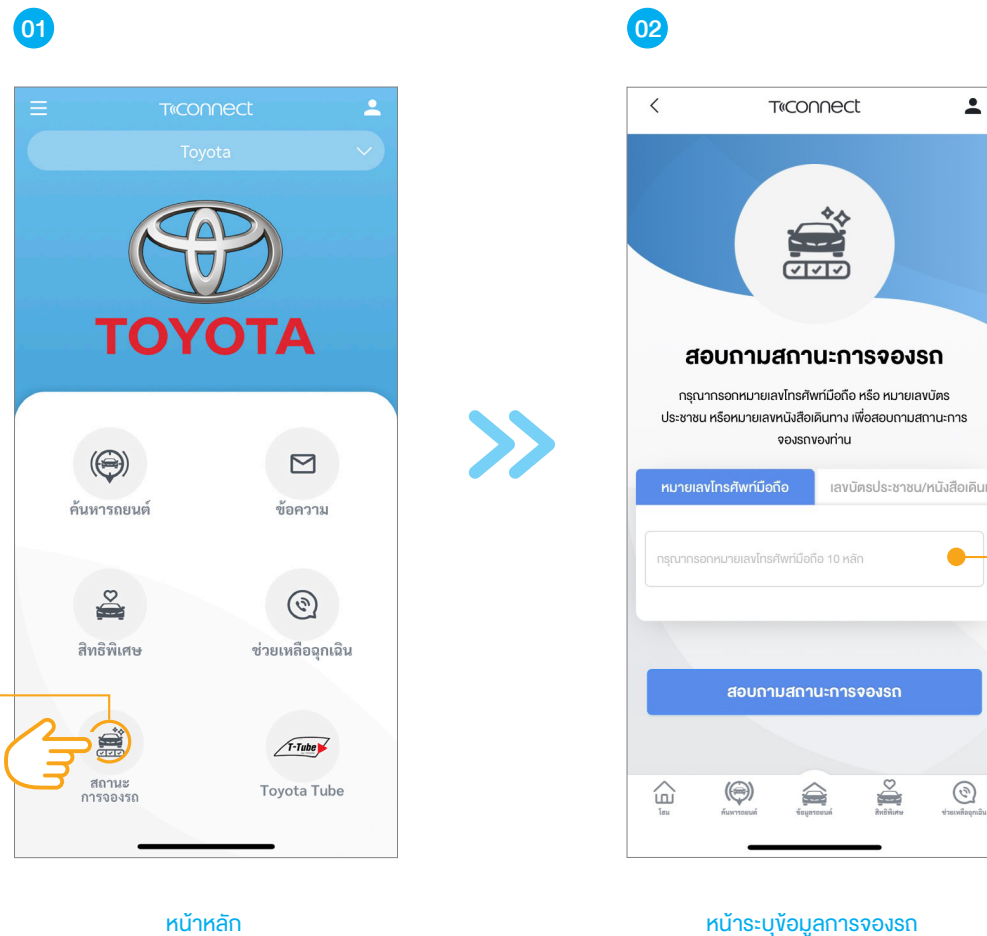 01
T connect
Toyota
TOYOTA
ค้นหารถยนต์
ข้อความ
สิทธิพิเศษ
ช่วยเหลือฉุกเฉิน
สถานะ
การจองรถ
T-Tube
Toyota Tube
หน้าหลัก
02
T connect
สอบถามสถานะการจองรถ
กรุณากรอกหมายเลขโทรศัพท์มือถือ หรือ หมายเลขบัตร
ประชาชน หรือหมายเลขหนังสือเดินทาง เพื่อสอบถามสถานะการ
จองรถของท่าน
หมายเลขโทรศัพท์มือถือ
เลขบัตรประชาชน/หนังสือเดิน
กรุณากรอกหมายเลขโทรศัพท์มือถือ 10 หลัก
สอบถามสถานะการจองรถ
โฮม
ค้นหารถยนต์
ข้อมูลรถยนต์
สิทธิพิเศษ
ช่วยเหลือฉุกเฉิน
หน้าระบุข้อมูลการจองรถ